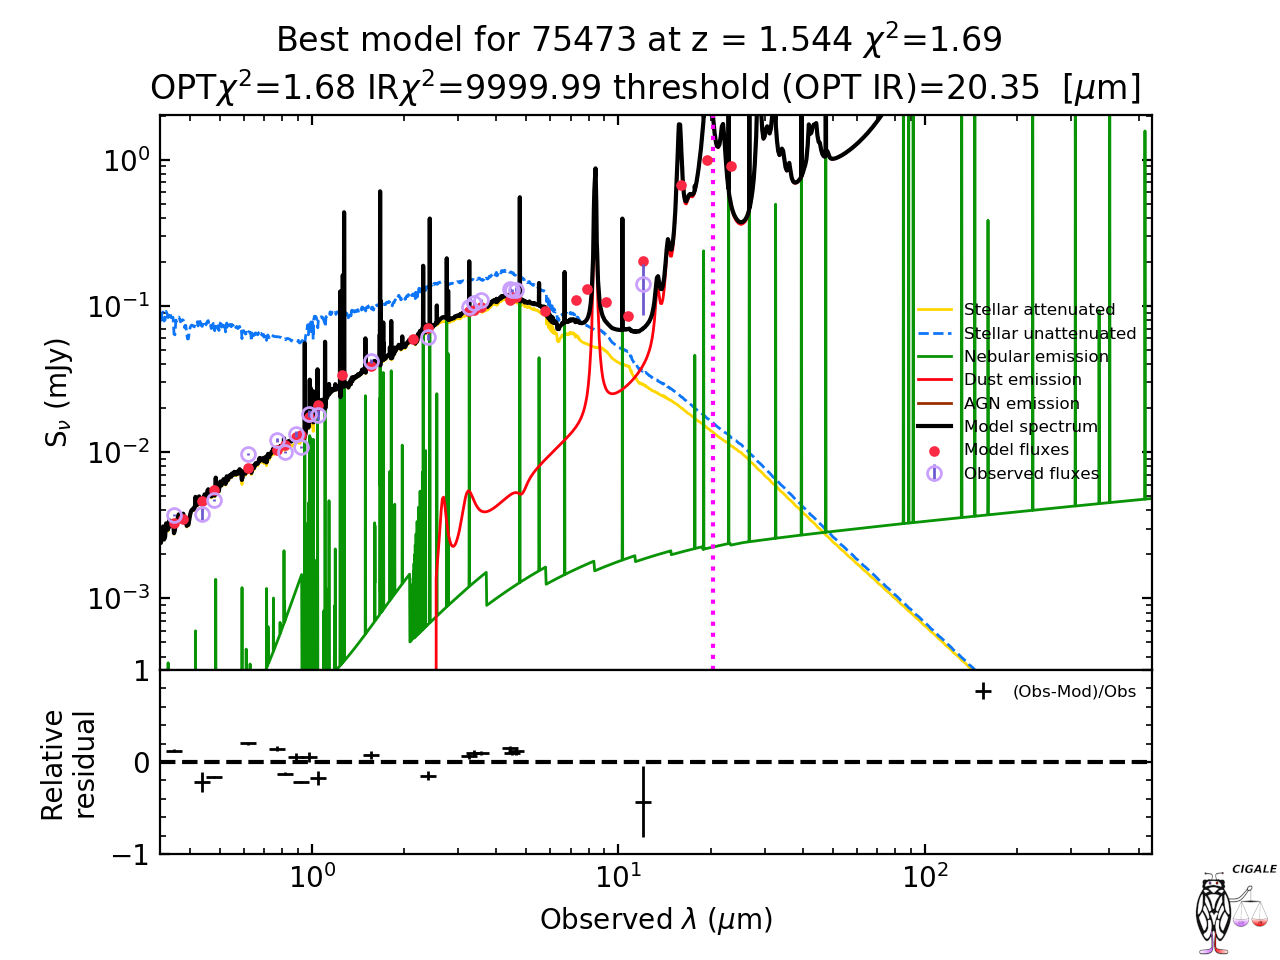 Best model for 75473 at z = 1.544 χ²=1.69
OPTχ²=1.68 IRχ²=9999.99 threshold (OPT IR)=20.35 [μm]
10⁰
10⁻¹
10⁻²
10⁻³
Sν (mJy)
Stellar attenuated
Stellar unattenuated
Nebular emission
Dust emission
AGN emission
Model spectrum
Model fluxes
Observed fluxes
1
0
−1
Relative
residual
(Obs-Mod)/Obs
10⁰ 10¹ 10²
Observed λ (μm)
CIGALE